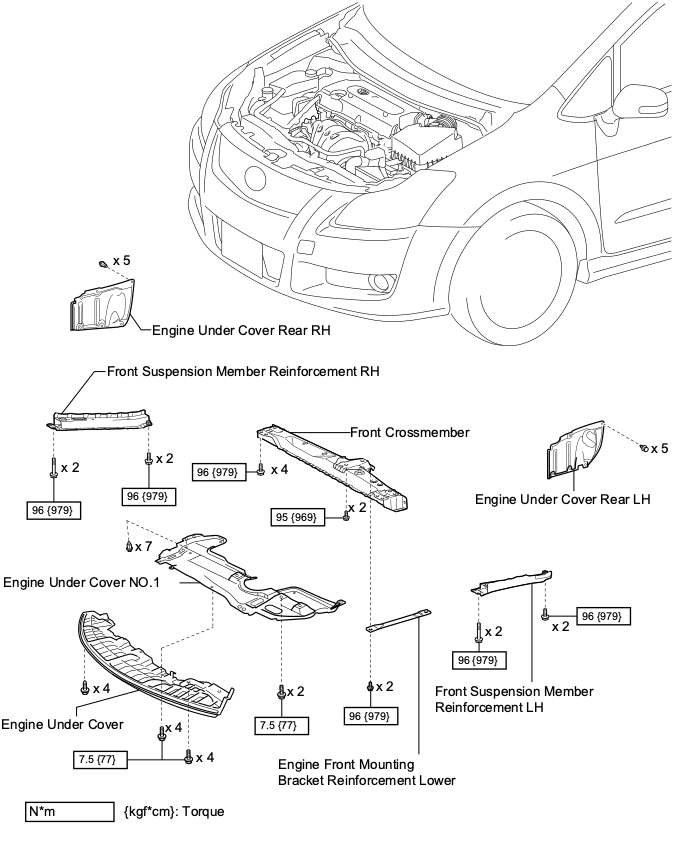 x 5
Engine Under Cover Rear RH
Front Suspension Member Reinforcement RH
Front Crossmember
x 2
x 2
96 {979}
x 4
x 5
96 {979}
96 {979}
Engine Under Cover Rear LH
95 {969}
x 2
x 7
Engine Under Cover NO.1
96 {979}
x 2
x 2
96 {979}
x 4
x 2
x 2
Front Suspension Member
Reinforcement LH
Engine Under Cover
x 4
7.5 {77}
96 {979}
7.5 {77}
x 4
Engine Front Mounting
Bracket Reinforcement Lower
N*m
{kgf*cm}: Torque